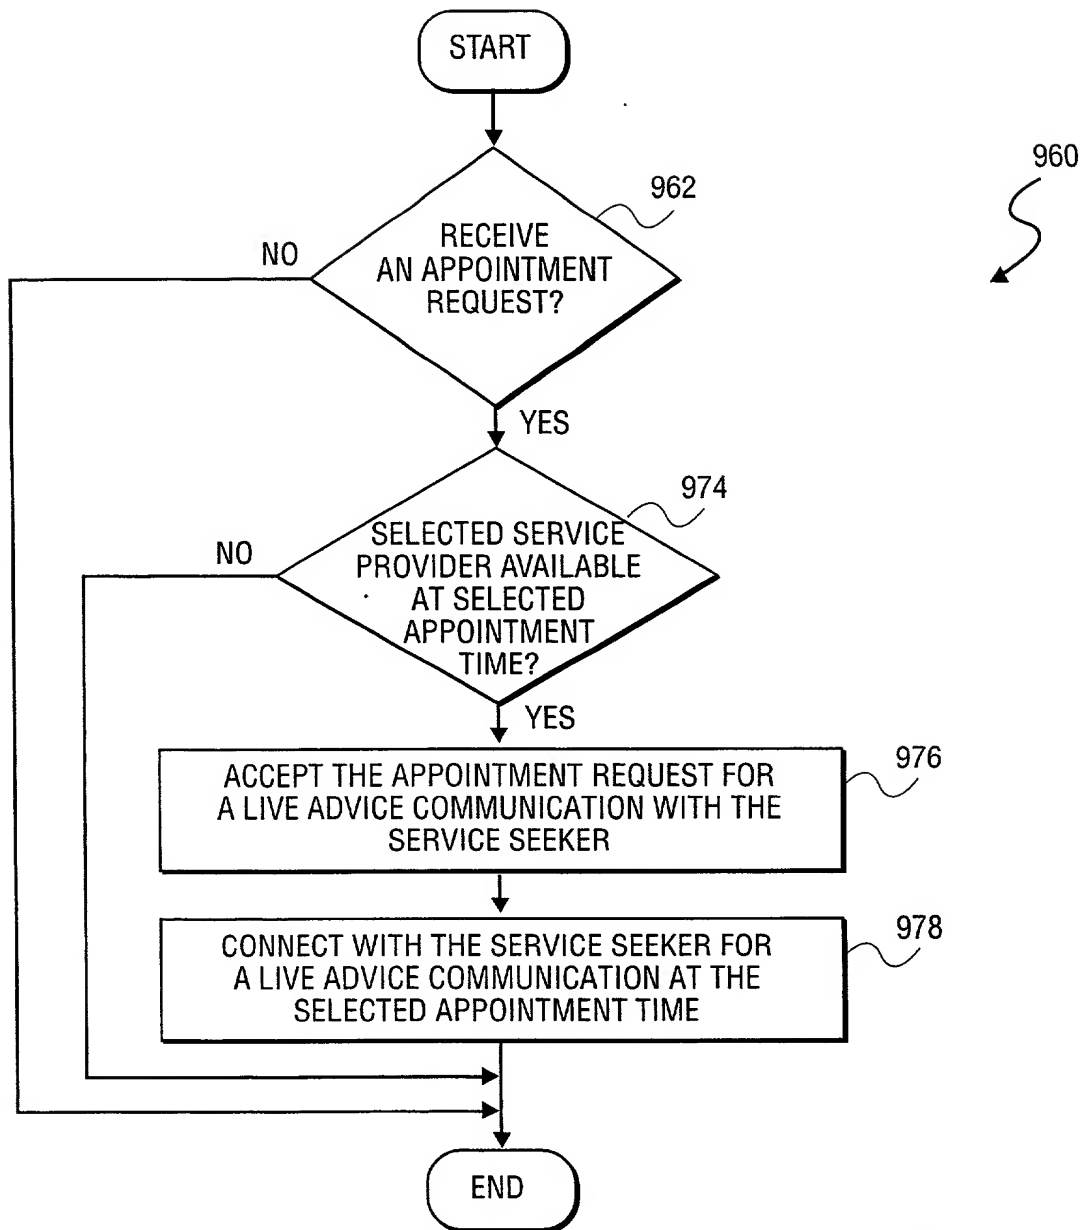 START
960
962
RECEIVE
AN APPOINTMENT
REQUEST?
NO
YES
974
SELECTED SERVICE
PROVIDER AVAILABLE
AT SELECTED
APPOINTMENT
TIME?
NO
YES
976
ACCEPT THE APPOINTMENT REQUEST FOR
A LIVE ADVICE COMMUNICATION WITH THE
SERVICE SEEKER
978
CONNECT WITH THE SERVICE SEEKER FOR
A LIVE ADVICE COMMUNICATION AT THE
SELECTED APPOINTMENT TIME
END